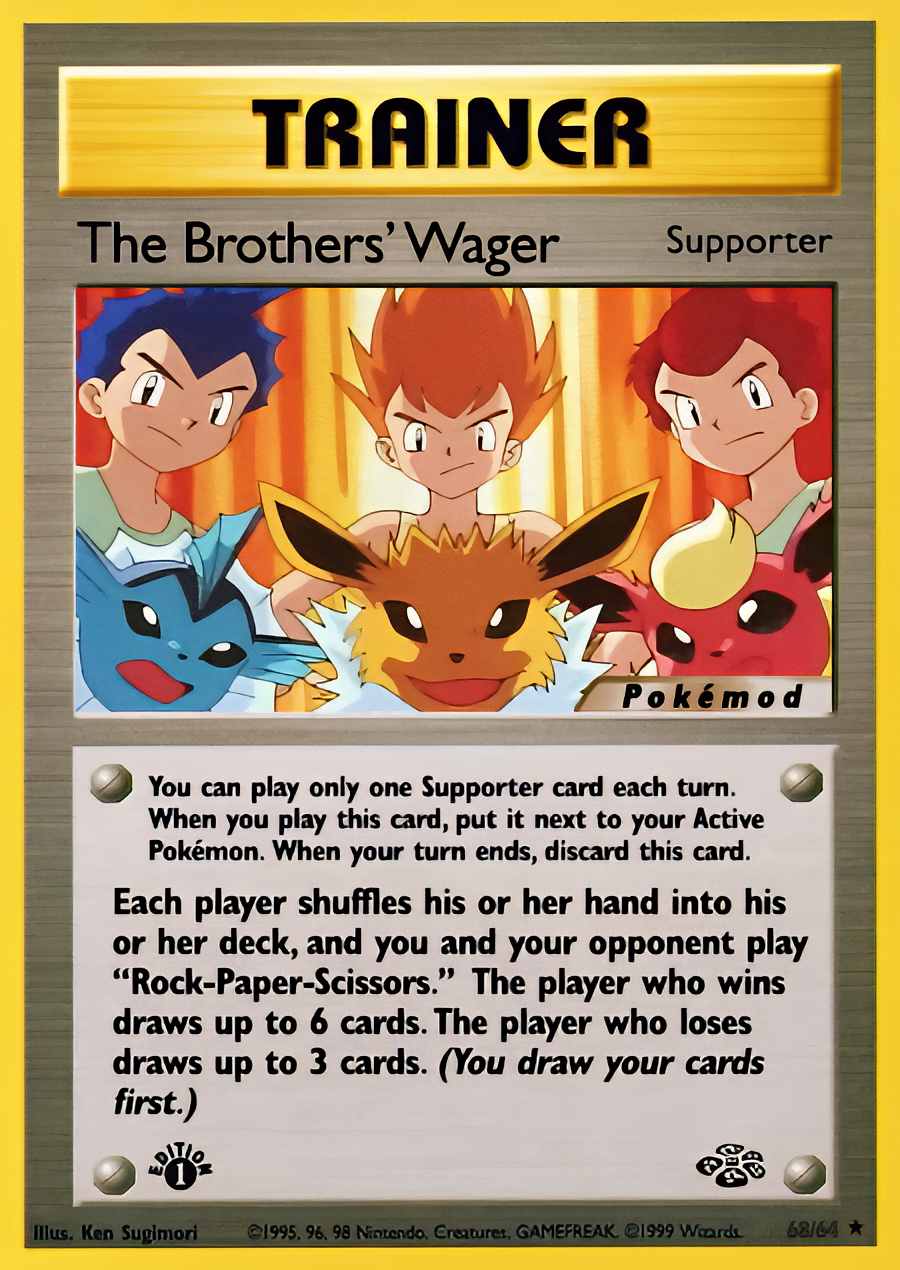 TRAINER
The Brothers' Wager Supporter
Pokémod
You can play only one Supporter card each turn.
When you play this card, put it next to your Active
Pokémon. When your turn ends, discard this card.
Each player shuffles his or her hand into his
or her deck, and you and your opponent play
“Rock-Paper-Scissors.” The player who wins
draws up to 6 cards. The player who loses
draws up to 3 cards. (You draw your cards
first.)
EDITION
1
Illus. Ken Sugimori ©1995, 96, 98 Nintendo, Creatures, GAMEFREAK. ©1999 Wizards. 62/64 ★